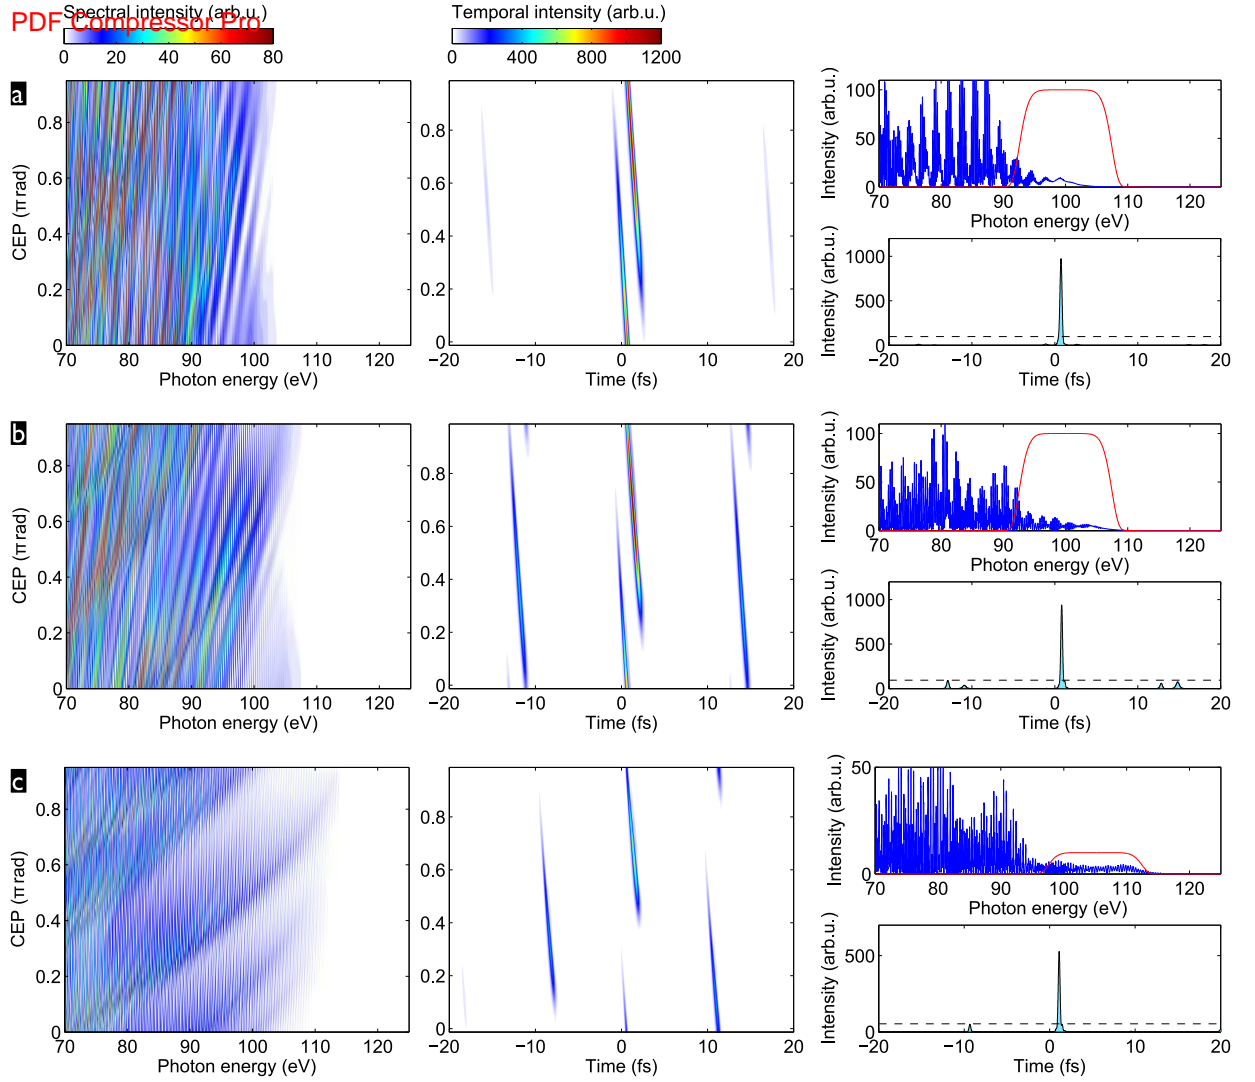 PDF Compressor Pro
Spectral intensity (arb.u.)
0 20 40 60 80
Temporal intensity (arb.u.)
0 400 800 1200
a
CEP (π rad)
0.8
0.6
0.4
0.2
0
70 80 90 100 110 120
Photon energy (eV)
0.8
0.6
0.4
0.2
0
−20 −10 0 10 20
Time (fs)
Intensity (arb.u.)
100
50
0
70 80 90 100 110 120
Photon energy (eV)
Intensity (arb.u.)
1000
500
0
−20 −10 0 10 20
Time (fs)
b
CEP (π rad)
0.8
0.6
0.4
0.2
0
70 80 90 100 110 120
Photon energy (eV)
0.8
0.6
0.4
0.2
0
−20 −10 0 10 20
Time (fs)
Intensity (arb.u.)
100
50
0
70 80 90 100 110 120
Photon energy (eV)
Intensity (arb.u.)
1000
500
0
−20 −10 0 10 20
Time (fs)
c
CEP (π rad)
0.8
0.6
0.4
0.2
0
70 80 90 100 110 120
Photon energy (eV)
0.8
0.6
0.4
0.2
0
−20 −10 0 10 20
Time (fs)
Intensity (arb.u.)
50
0
70 80 90 100 110 120
Photon energy (eV)
Intensity (arb.u.)
500
0
−20 −10 0 10 20
Time (fs)